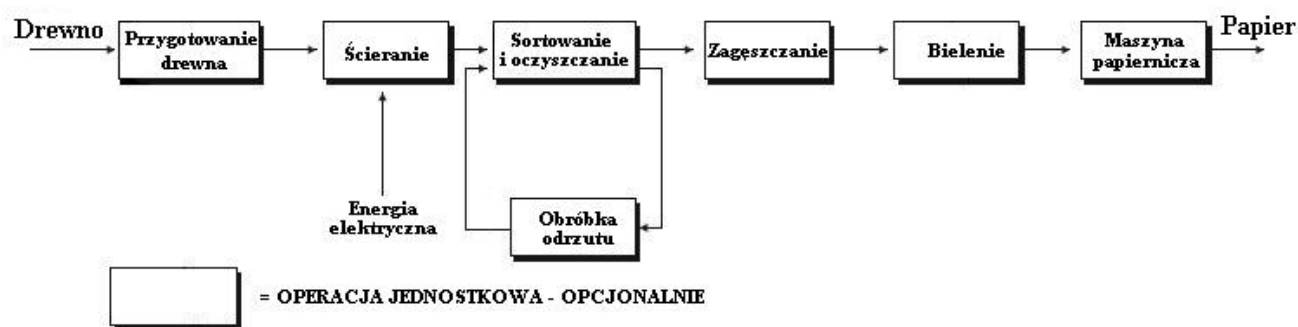 Drewno
Przygotowanie
drewna
Ścieranie
Sortowanie
i oczyszczanie
Zagęszczanie
Bielenie
Maszyna
papiernicza
Papier
Energia
elektryczna
Obróbka
odrzutu
= OPERACJA JEDNOSTKOWA - OPCJONALNIE